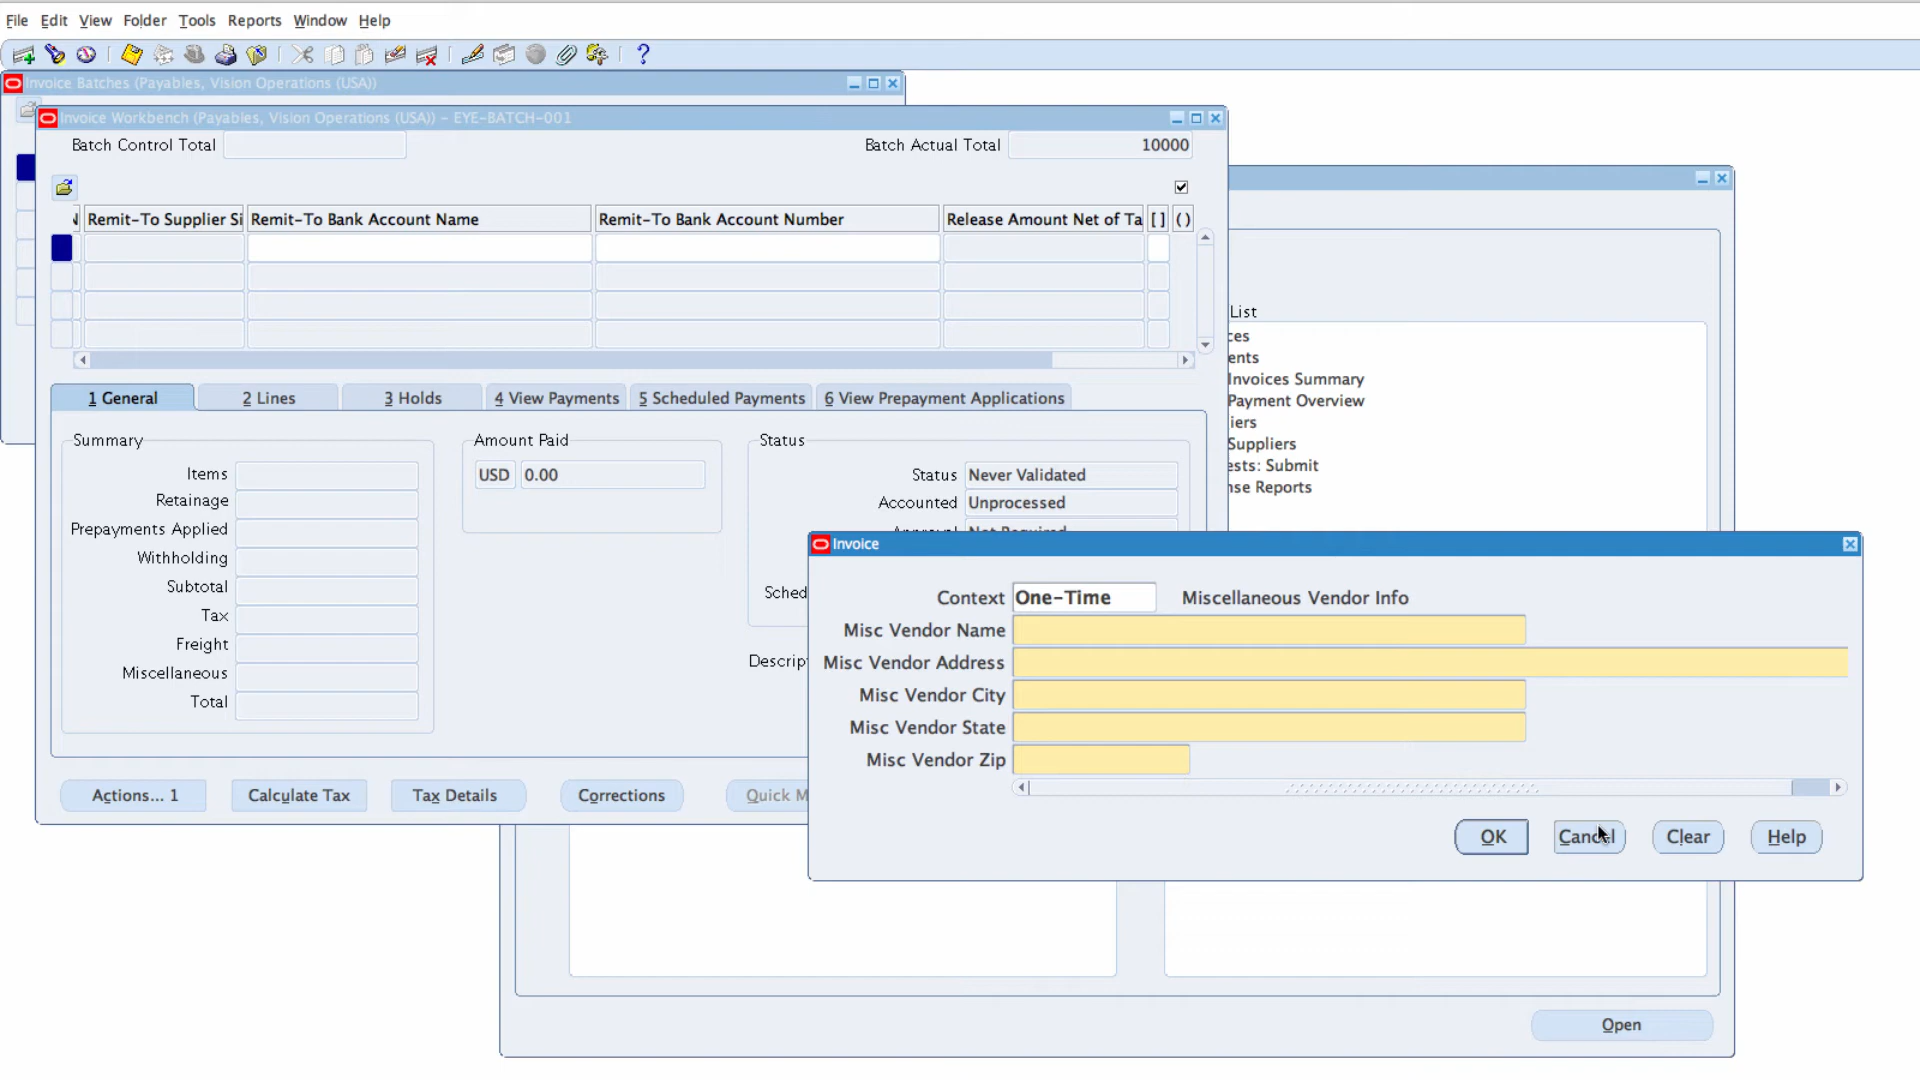 File Edit View Folder Tools Reports Window Help
Invoice Batches (Payables, Vision Operations (USA))
Invoice Workbench (Payables, Vision Operations (USA)) - EYE-BATCH-001
Batch Control Total
Batch Actual Total 10000
Remit-To Supplier Si Remit-To Bank Account Name Remit-To Bank Account Number Release Amount Net of Ta [ ] ( )
List
ces
ents
Invoices Summary
Payment Overview
iers
Suppliers
ests: Submit
nse Reports
1 General 2 Lines 3 Holds 4 View Payments 5 Scheduled Payments 6 View Prepayment Applications
Summary
Items
Retainage
Prepayments Applied
Withholding
Subtotal
Tax
Freight
Miscellaneous
Total
Amount Paid
USD 0.00
Status
Status Never Validated
Accounted Unprocessed
Sched
Descrip
Actions... 1 Calculate Tax Tax Details Corrections Quick M
Invoice
Context One-Time Miscellaneous Vendor Info
Misc Vendor Name
Misc Vendor Address
Misc Vendor City
Misc Vendor State
Misc Vendor Zip
OK Cancel Clear Help
Open